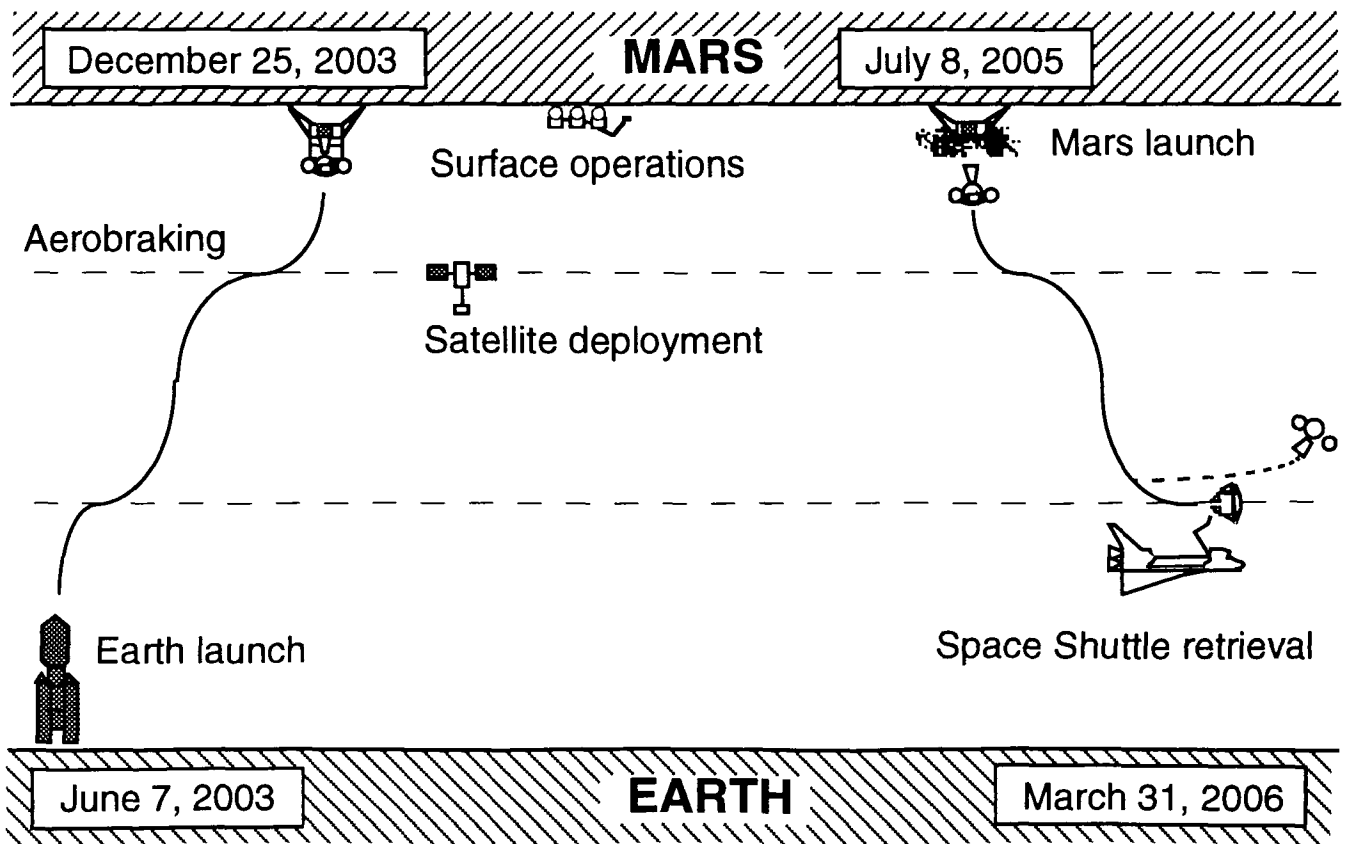 December 25, 2003
MARS
July 8, 2005
Surface operations
Mars launch
Aerobraking
Satellite deployment
Earth launch
Space Shuttle retrieval
June 7, 2003
EARTH
March 31, 2006